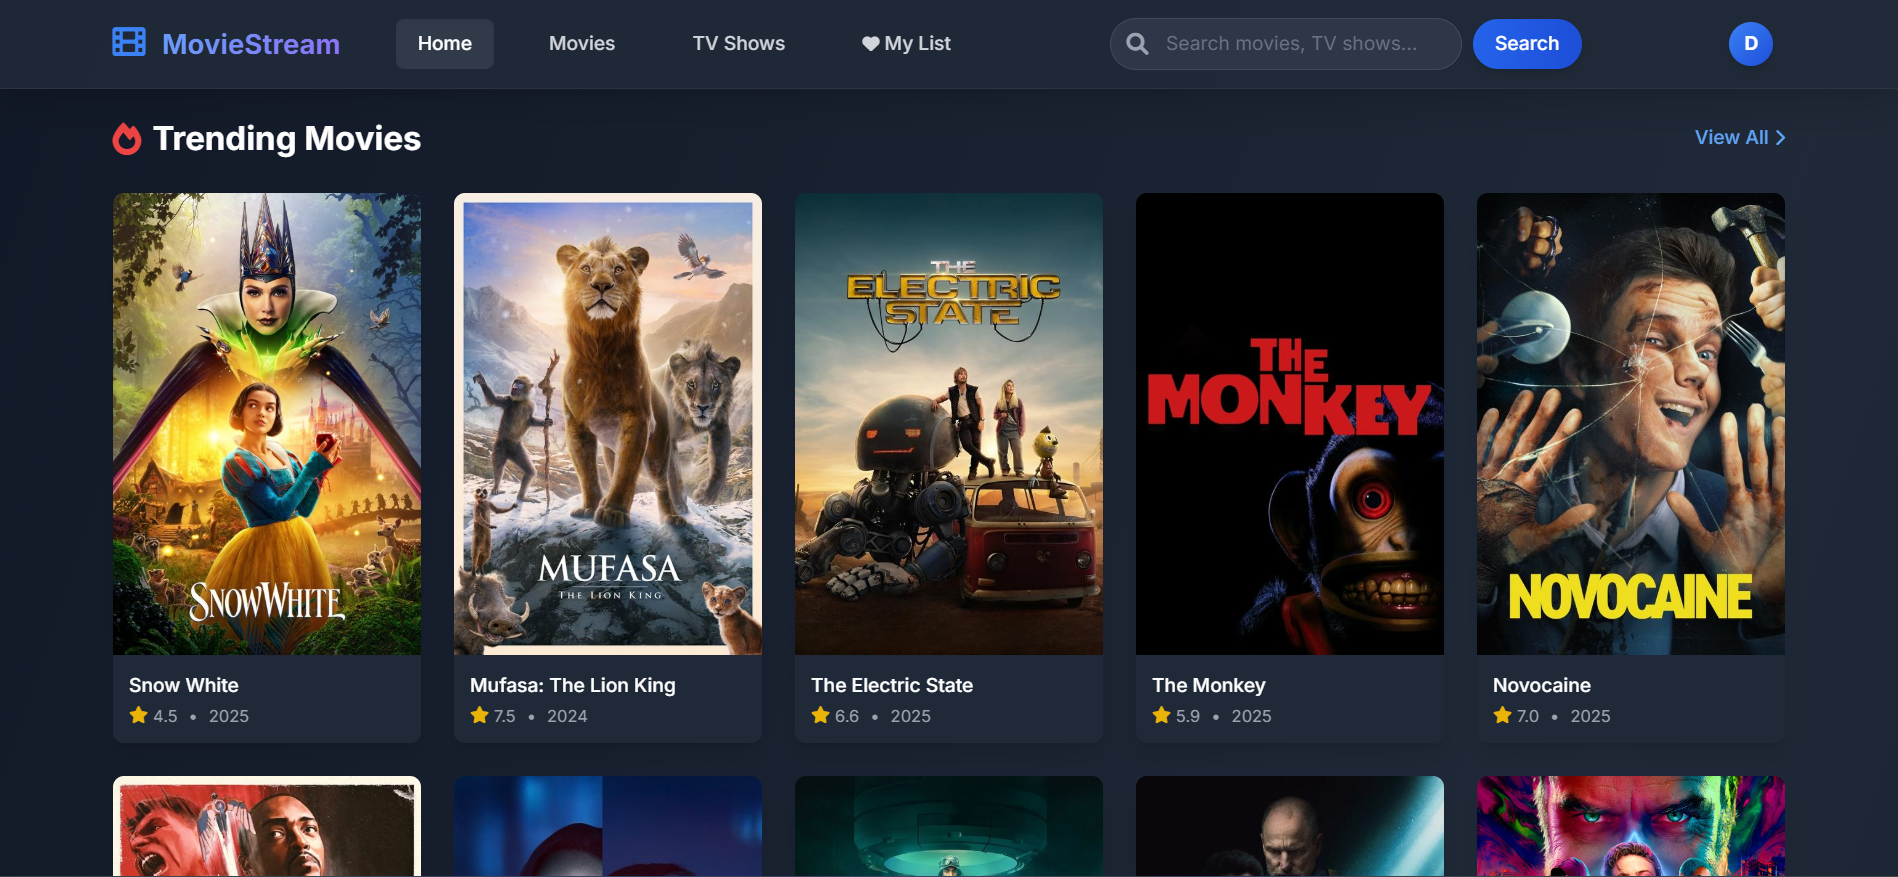 MovieStream
Home
Movies
TV Shows
My List
Search movies, TV shows...
Search
D
Trending Movies
View All
SNOW WHITE
MUFASA
THE LION KING
THE
ELECTRIC
STATE
THE
MONKEY
NOVOCAINE
Snow White
4.5 • 2025
Mufasa: The Lion King
7.5 • 2024
The Electric State
6.6 • 2025
The Monkey
5.9 • 2025
Novocaine
7.0 • 2025